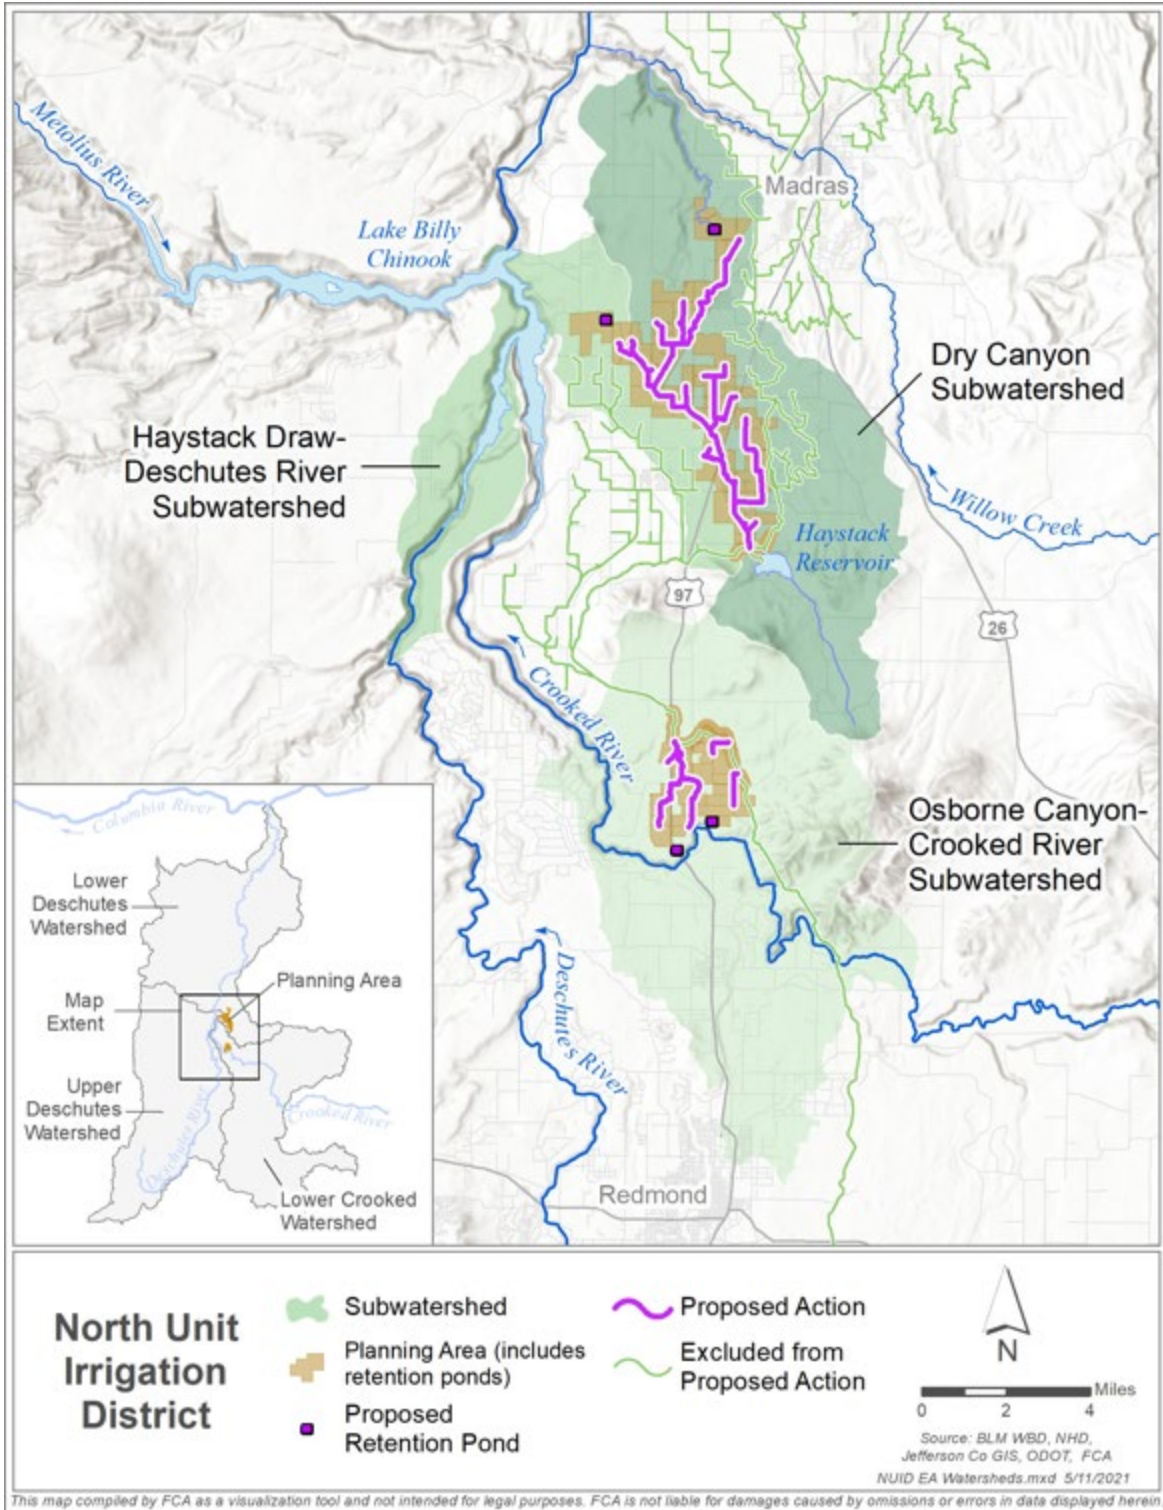 Metolius River
Lake Billy
Chinook
Madras
Dry Canyon
Subwatershed
Haystack Draw-
Deschutes River
Subwatershed
Willow Creek
Haystack
Reservoir
97
26
Crooked River
Osborne Canyon-
Crooked River
Subwatershed
Deschutes River
Redmond
Columbia River
Lower
Deschutes
Watershed
Planning Area
Map
Extent
Upper
Deschutes
Watershed
Deschutes River
Crooked River
Lower Crooked
Watershed
North Unit
Irrigation
District
Subwatershed
Planning Area (includes
retention ponds)
Proposed
Retention Pond
Proposed Action
Excluded from
Proposed Action
N
Miles
0 2 4
Source: BLM WBD, NHD,
Jefferson Co GIS, ODOT, FCA
NUID EA Watersheds.mxd 5/11/2021
This map compiled by FCA as a visualization tool and not intended for legal purposes. FCA is not liable for damages caused by omissions or errors in data displayed herein